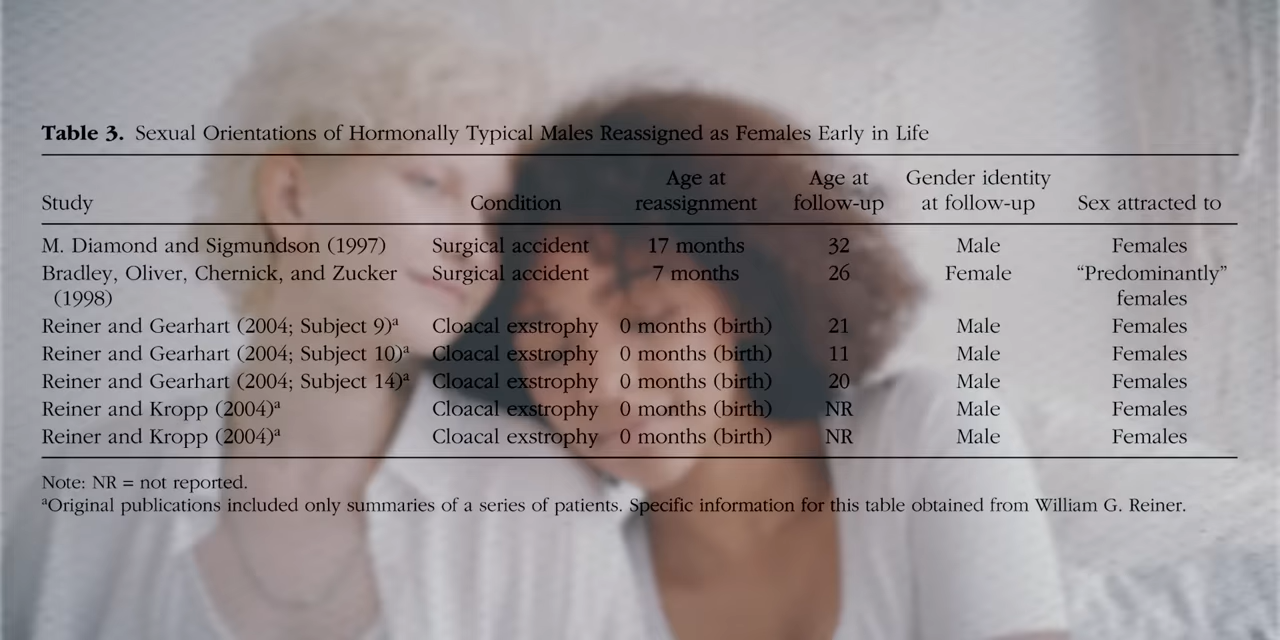 Table 3. Sexual Orientations of Hormonally Typical Males Reassigned as Females Early in Life
Age at Age at Gender identity
Study Condition reassignment follow-up at follow-up Sex attracted to
M. Diamond and Sigmundson (1997) Surgical accident 17 months 32 Male Females
Bradley, Oliver, Chernick, and Zucker Surgical accident 7 months 26 Female “Predominantly”
(1998) females
Reiner and Gearhart (2004; Subject 9)ᵃ Cloacal exstrophy 0 months (birth) 21 Male Females
Reiner and Gearhart (2004; Subject 10)ᵃ Cloacal exstrophy 0 months (birth) 11 Male Females
Reiner and Gearhart (2004; Subject 14)ᵃ Cloacal exstrophy 0 months (birth) 20 Male Females
Reiner and Kropp (2004)ᵃ Cloacal exstrophy 0 months (birth) NR Male Females
Reiner and Kropp (2004)ᵃ Cloacal exstrophy 0 months (birth) NR Male Females
Note: NR = not reported.
ᵃOriginal publications included only summaries of a series of patients. Specific information for this table obtained from William G. Reiner.